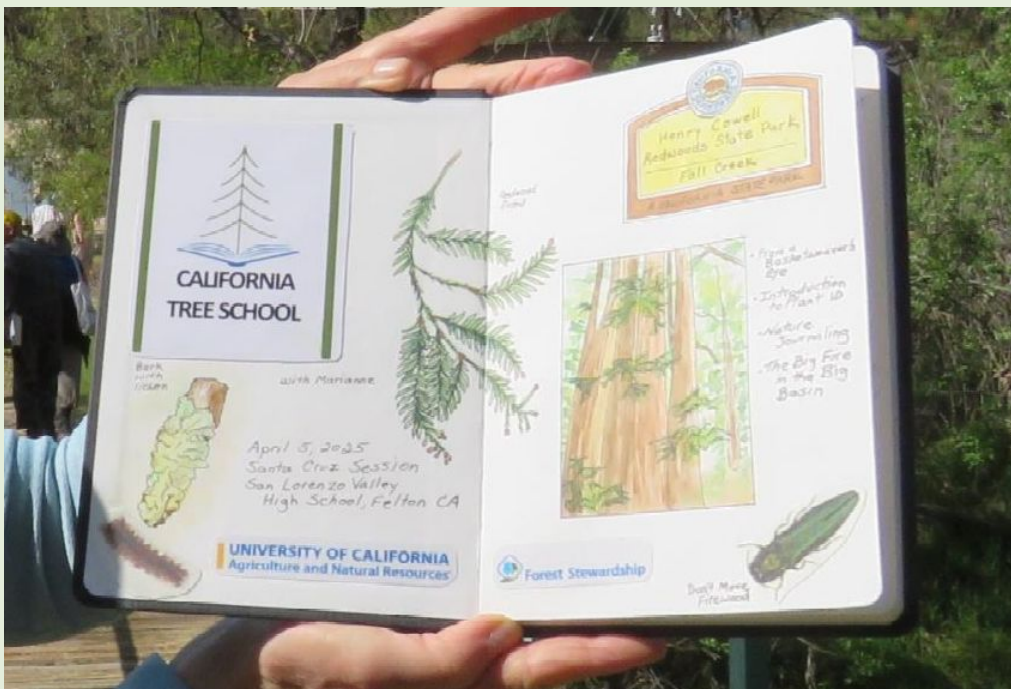 CALIFORNIA
TREE SCHOOL
Bark
with
lichen
with Marianne
April 5, 2025
Santa Cruz Session
San Lorenzo Valley
High School, Felton CA
UNIVERSITY OF CALIFORNIA
Agriculture and Natural Resources
Redwood
CALIFORNIA
Henry Cowell
Redwoods State Park
Fall Creek
A CALIFORNIA STATE PARK
• From a
Basketweaver's
Eye
• Introduction
to Plant ID
• Nature
Journaling
• The Big Fire
in the Big
Basin
Forest Stewardship
Don't Move
Firewood